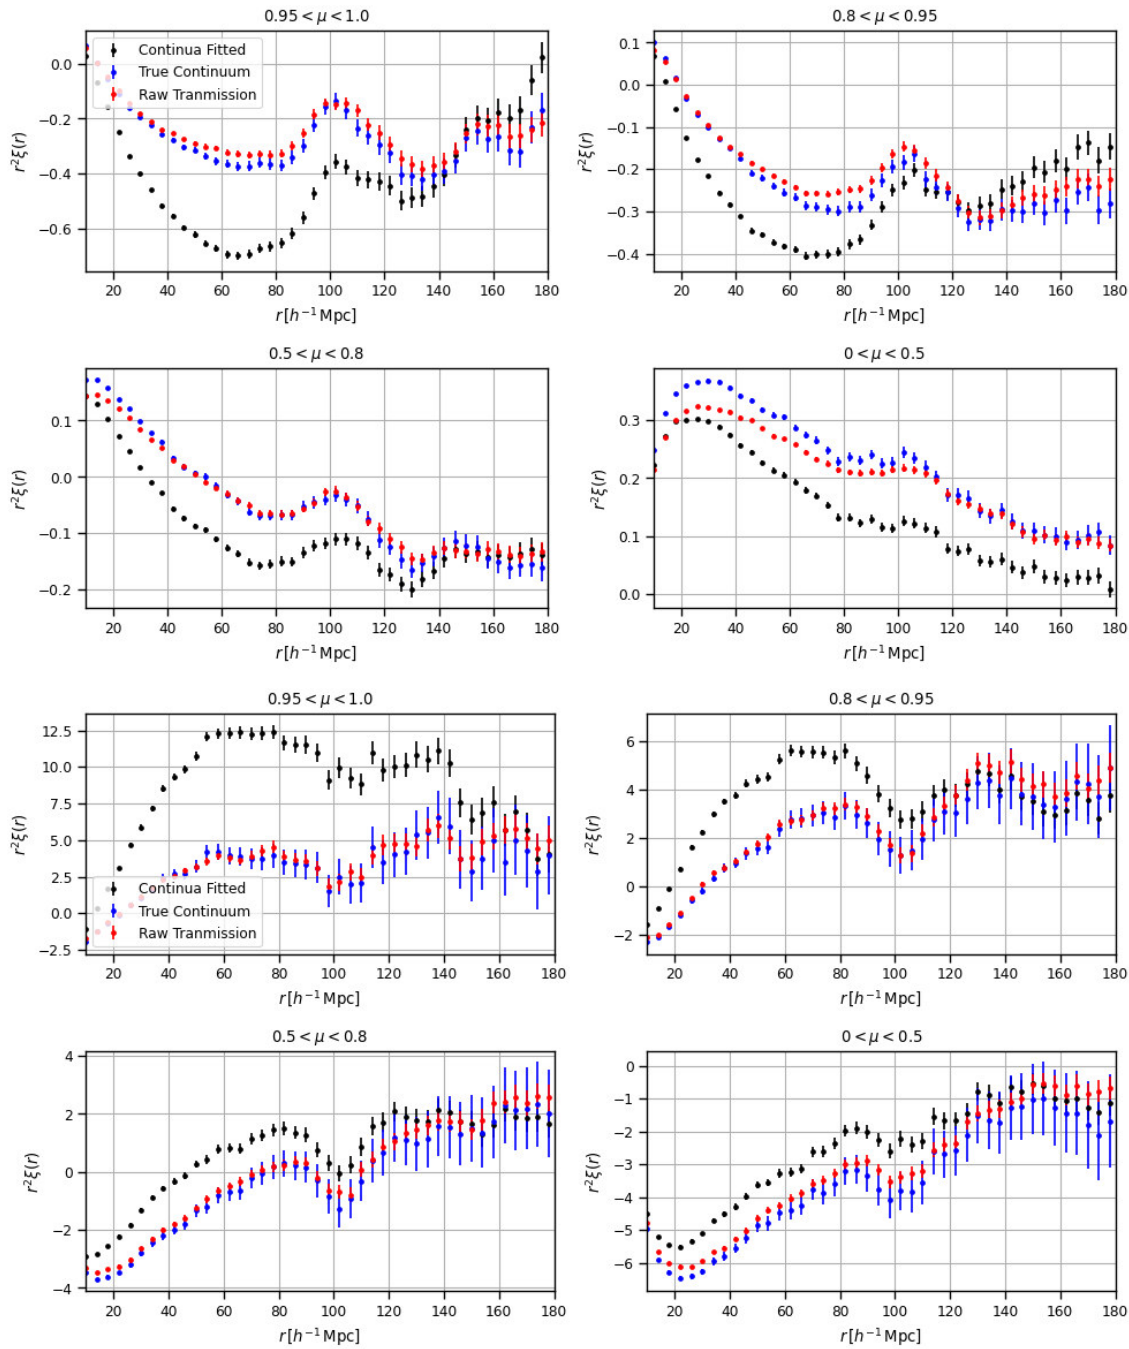 0.95 < μ < 1.0
Continua Fitted
True Continuum
Raw Tranmission
0.0
−0.2
−0.4
−0.6
r²ξ(r)
20 40 60 80 100 120 140 160 180
r [h⁻¹ Mpc]
0.8 < μ < 0.95
0.1
0.0
−0.1
−0.2
−0.3
−0.4
r²ξ(r)
20 40 60 80 100 120 140 160 180
r [h⁻¹ Mpc]
0.5 < μ < 0.8
0.1
0.0
−0.1
−0.2
r²ξ(r)
20 40 60 80 100 120 140 160 180
r [h⁻¹ Mpc]
0 < μ < 0.5
0.3
0.2
0.1
0.0
r²ξ(r)
20 40 60 80 100 120 140 160 180
r [h⁻¹ Mpc]
0.95 < μ < 1.0
12.5
10.0
7.5
5.0
2.5
0.0
−2.5
r²ξ(r)
Continua Fitted
True Continuum
Raw Tranmission
20 40 60 80 100 120 140 160 180
r [h⁻¹ Mpc]
0.8 < μ < 0.95
6
4
2
0
−2
r²ξ(r)
20 40 60 80 100 120 140 160 180
r [h⁻¹ Mpc]
0.5 < μ < 0.8
4
2
0
−2
−4
r²ξ(r)
20 40 60 80 100 120 140 160 180
r [h⁻¹ Mpc]
0 < μ < 0.5
0
−1
−2
−3
−4
−5
−6
r²ξ(r)
20 40 60 80 100 120 140 160 180
r [h⁻¹ Mpc]